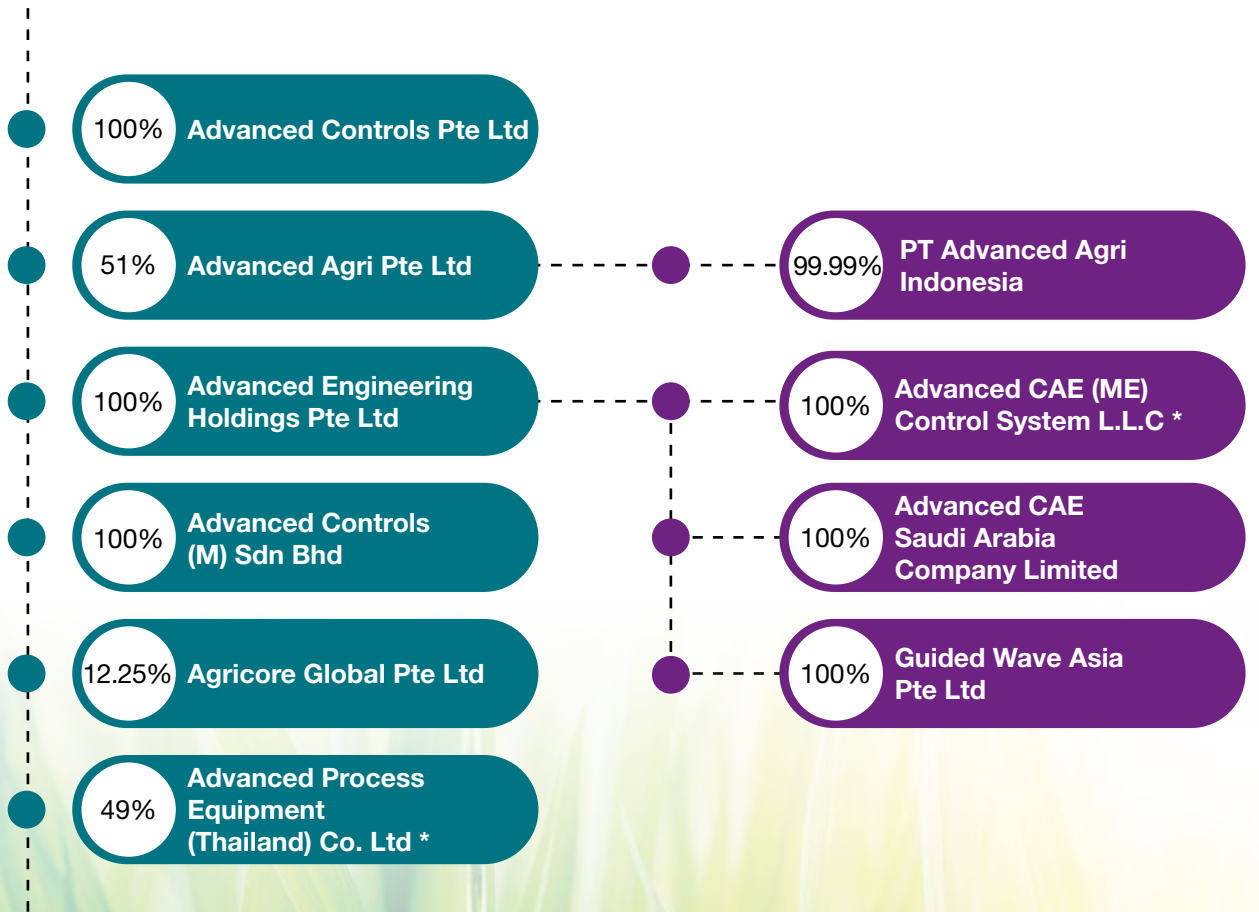 100%
Advanced Controls Pte Ltd
51%
Advanced Agri Pte Ltd
99.99%
PT Advanced Agri
Indonesia
100%
Advanced Engineering
Holdings Pte Ltd
100%
Advanced CAE (ME)
Control System L.L.C *
100%
Advanced Controls
(M) Sdn Bhd
100%
Advanced CAE
Saudi Arabia
Company Limited
12.25%
Agricore Global Pte Ltd
100%
Guided Wave Asia
Pte Ltd
49%
Advanced Process
Equipment
(Thailand) Co. Ltd *